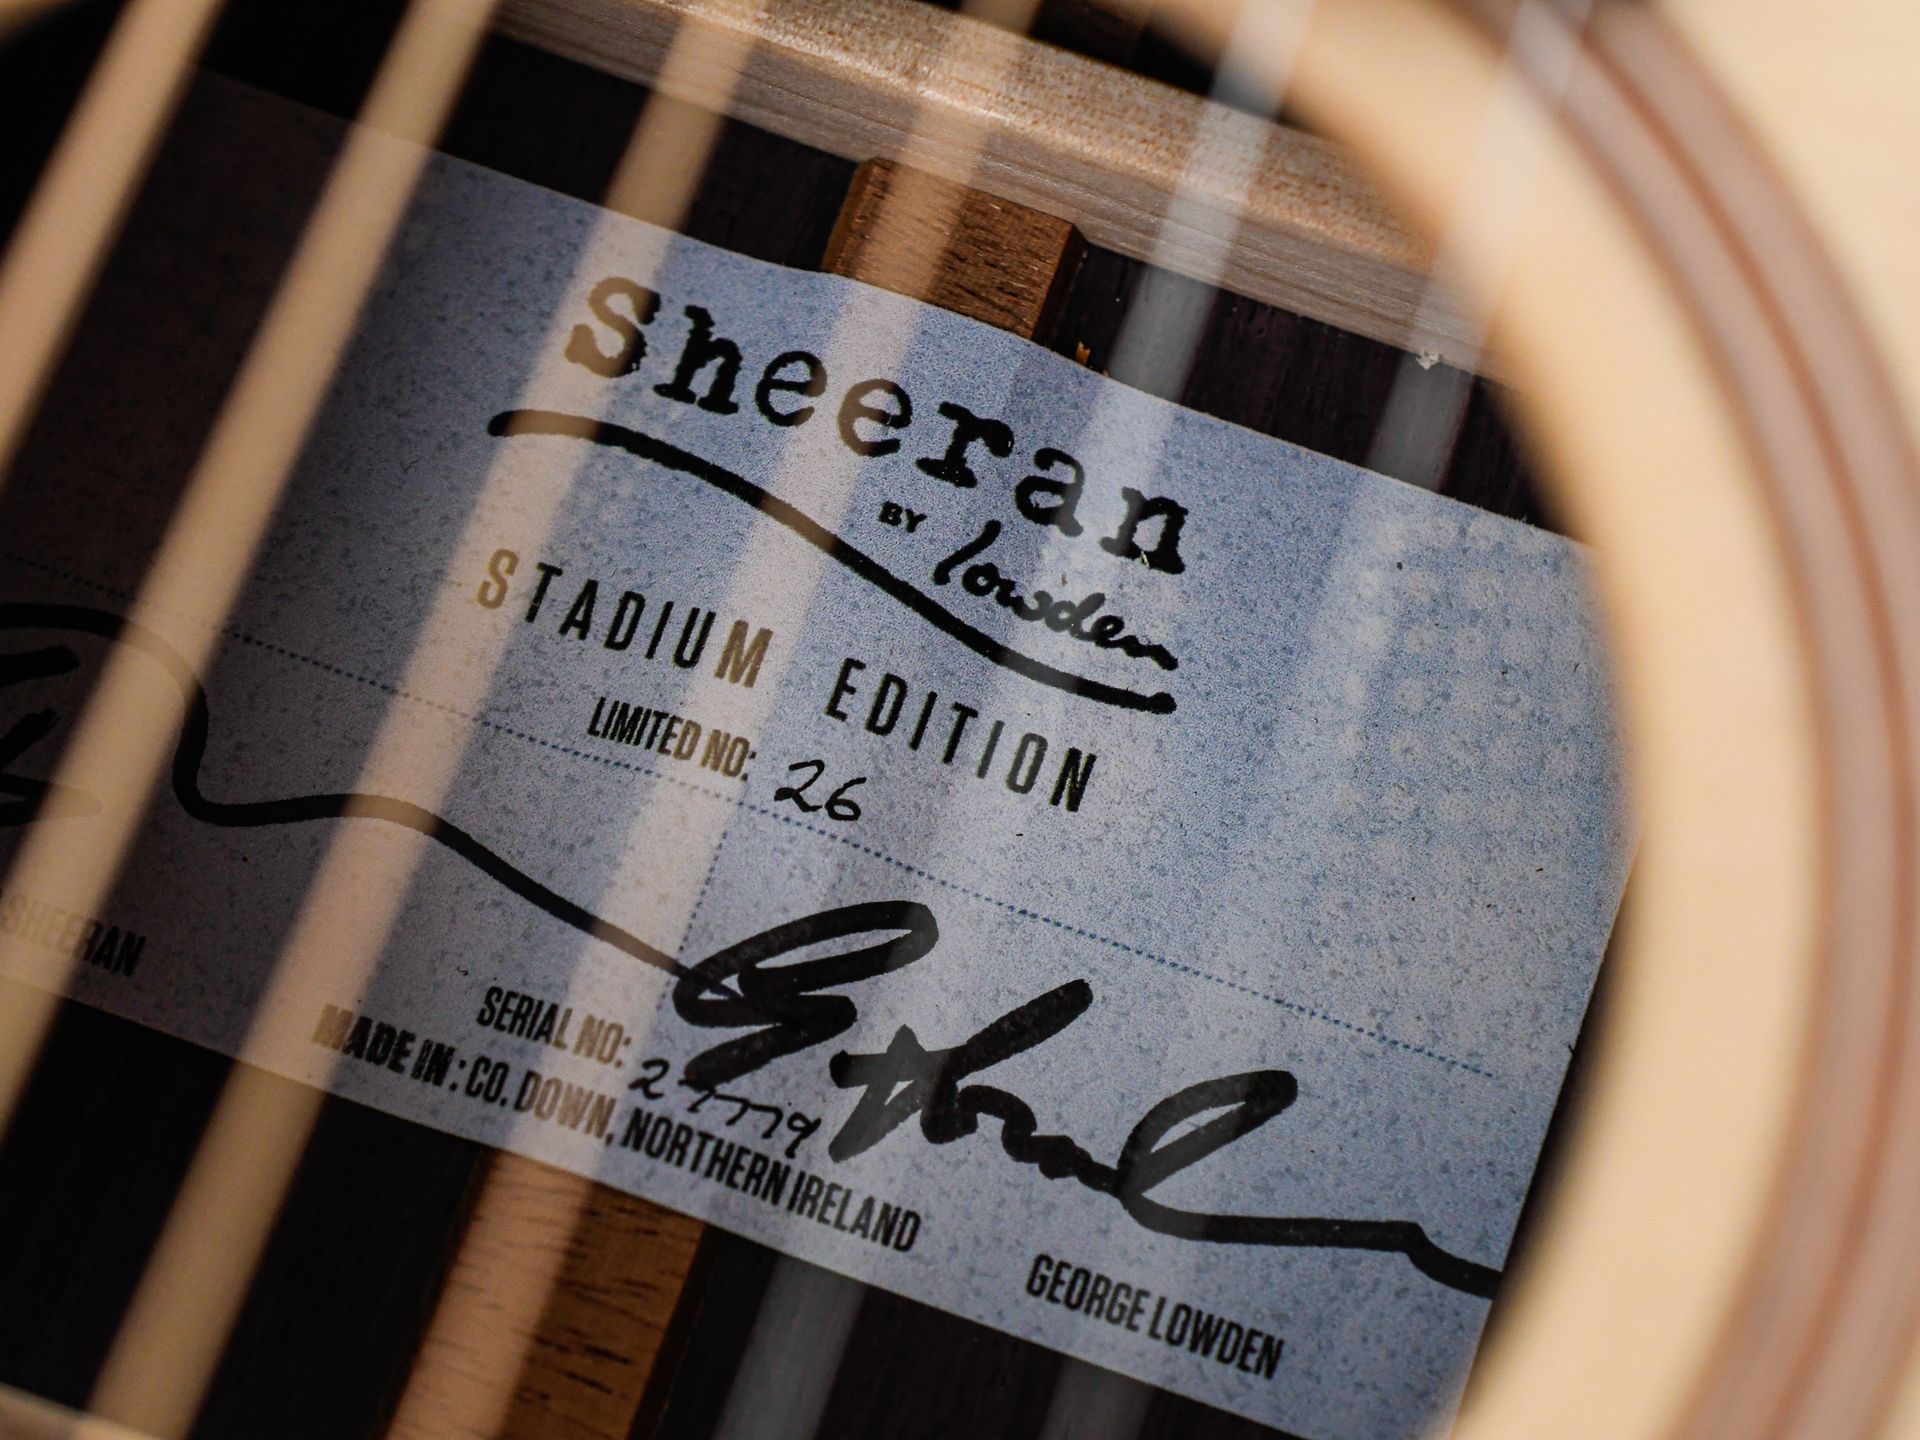 Sheeran
BY lowden
STADIUM EDITION
LIMITED NO: 26
SHEERAN
SERIAL NO: 27779
MADE IN: CO. DOWN, NORTHERN IRELAND
GEORGE LOWDEN